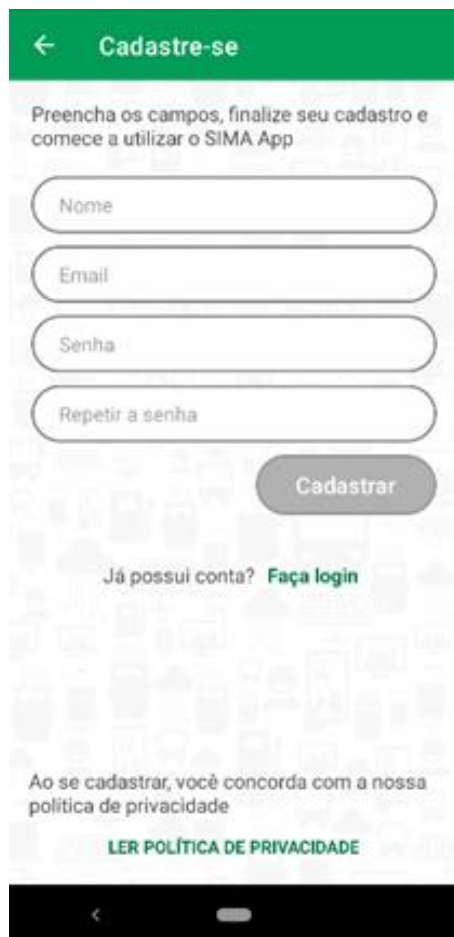 Cadastre-se
Preencha os campos, finalize seu cadastro e
comece a utilizar o SIMA App
Nome
Email
Senha
Repetir a senha
Cadastrar
Já possui conta? Faça login
Ao se cadastrar, você concorda com a nossa
política de privacidade
LER POLÍTICA DE PRIVACIDADE